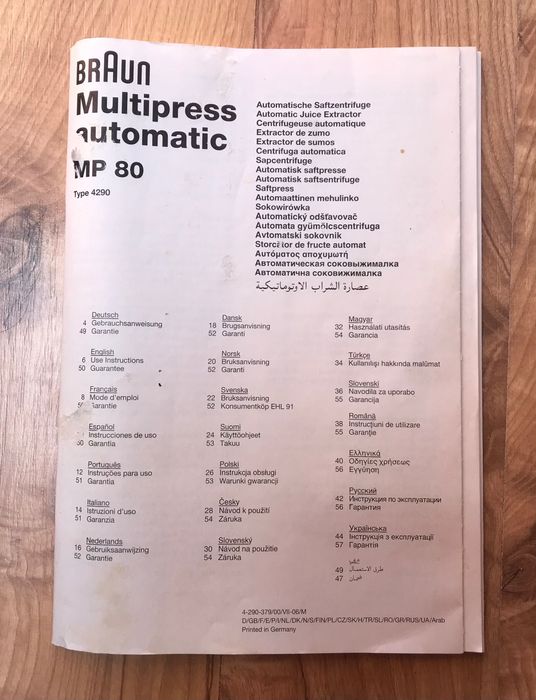 BRAUN
Multipress
automatic
MP 80
Type 4290
Automatische Saftzentrifuge
Automatic Juice Extractor
Centrifugeuse automatique
Extractor de zumo
Extractor de sumos
Centrifuga automatica
Sapcentrifuge
Automatisk saftpresse
Automatisk saftsentrifuge
Saftpress
Automaattinen mehulinko
Sokowirówka
Automatický odšťavovač
Automata gyümölcscentrifuga
Avtomatski sokovnik
Storcător de fructe automat
Αυτόματος αποχυμωτή
Автоматическая соковыжималка
Автоматична соковижималка
عصارة الشراب الاوتوماتيكية
Deutsch
4 Gebrauchsanweisung
49 Garantie
English
6 Use Instructions
50 Guarantee
Français
8 Mode d'emploi
Garantie
Español
Instrucciones de uso
50 Garantia
Português
12 Instruções para uso
51 Garantia
Italiano
14 Istruzioni d'uso
51 Garanzia
Nederlands
16 Gebruiksaanwijzing
52 Garantie
Dansk
18 Brugsanvisning
52 Garanti
Norsk
20 Bruksanvisning
52 Garanti
Svenska
22 Bruksanvisning
52 Konsumentköp EHL 91
Suomi
24 Käyttöohjeet
53 Takuu
Polski
26 Instrukcja obsługi
53 Warunki gwarancji
Česky
28 Návod k použití
54 Záruka
Slovenský
30 Návod na použitie
54 Záruka
Magyar
32 Használati utasítás
54 Garancia
Türkçe
34 Kullanılışı hakkında malümat
Slovenski
36 Navodila za uporabo
55 Garancija
Română
38 Instrucţiuni de utilizare
55 Garanţie
Ελληνικά
40 Οδηγίες χρήσεως
56 Εγγύηση
Русский
42 Инструкция по эксплуатации
56 Гарантия
Українська
44 Інструкція з експлуатації
57 Гарантія
عربي
49 طرق الاستعمال
47 ضمان
4-290-379/00/VII-06/M
D/GB/F/E/P/I/NL/DK/N/S/FIN/PL/CZ/SK/H/TR/SL/RO/GR/RUS/UA/Arab
Printed in Germany